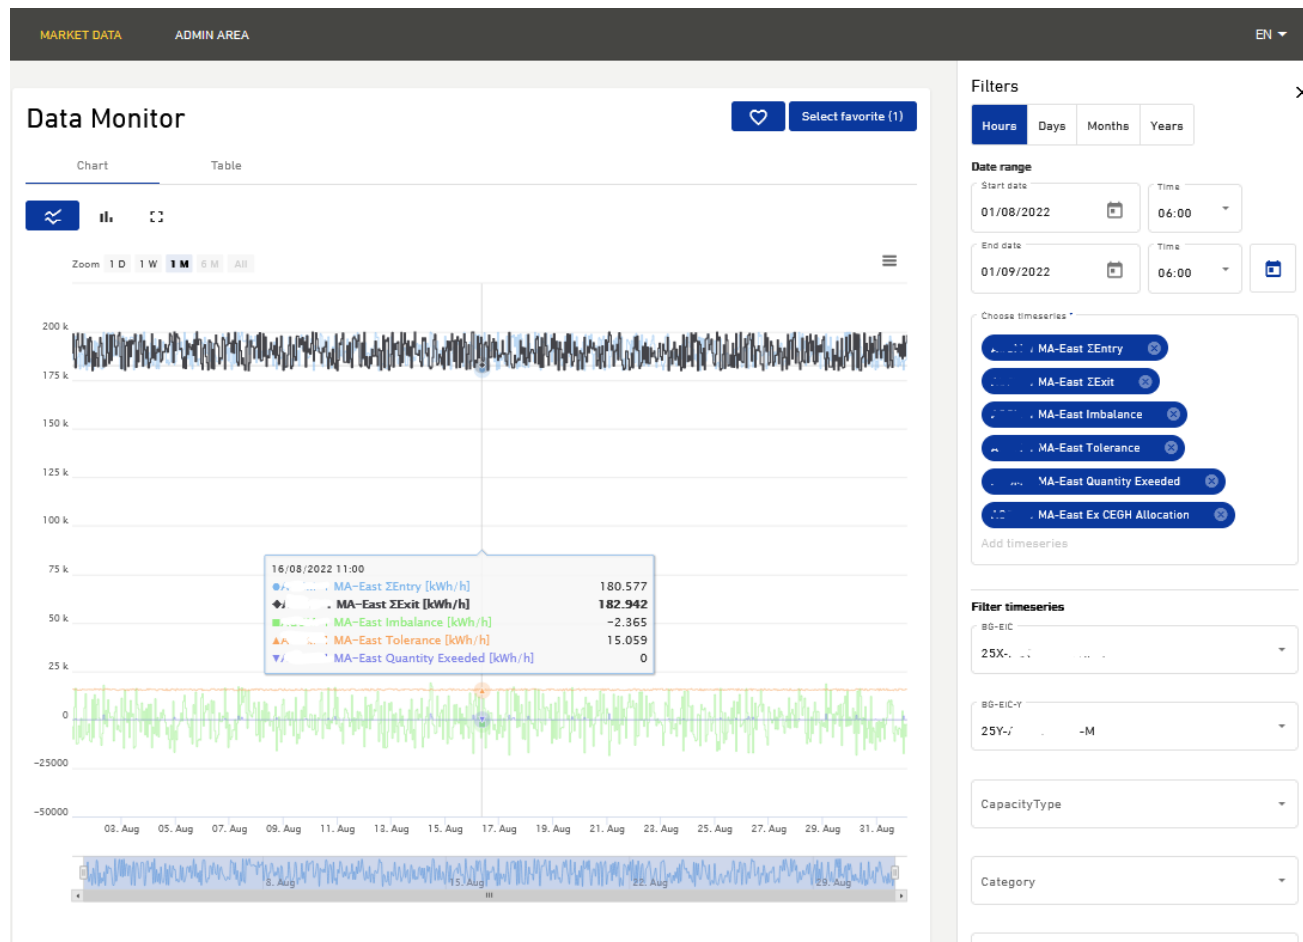 MARKET DATA ADMIN AREA EN
Data Monitor
Select favorite (1)
Chart Table
Zoom 1 D 1 W 1 M 6 M All
200 k
175 k
150 k
125 k
100 k
75 k
50 k
25 k
0
-25000
-50000
16/08/2022 11:00
MA-East ΣEntry [kWh/h] 180.577
MA-East ΣExit [kWh/h] 182.942
MA-East Imbalance [kWh/h] -2.365
MA-East Tolerance [kWh/h] 15.059
MA-East Quantity Exeeded [kWh/h] 0
03. Aug 05. Aug 07. Aug 09. Aug 11. Aug 13. Aug 15. Aug 17. Aug 19. Aug 21. Aug 23. Aug 25. Aug 27. Aug 29. Aug 31. Aug
8. Aug 15. Aug 22. Aug 29. Aug
Filters
Hours Days Months Years
Date range
Start date Time
01/08/2022 06:00
End date Time
01/09/2022 06:00
Choose timeseries *
MA-East ΣEntry
MA-East ΣExit
MA-East Imbalance
MA-East Tolerance
MA-East Quantity Exeeded
MA-East Ex CEGH Allocation
Add timeseries
Filter timeseries
BG-EIC
25X-
BG-EIC-Y
25Y- -M
CapacityType
Category